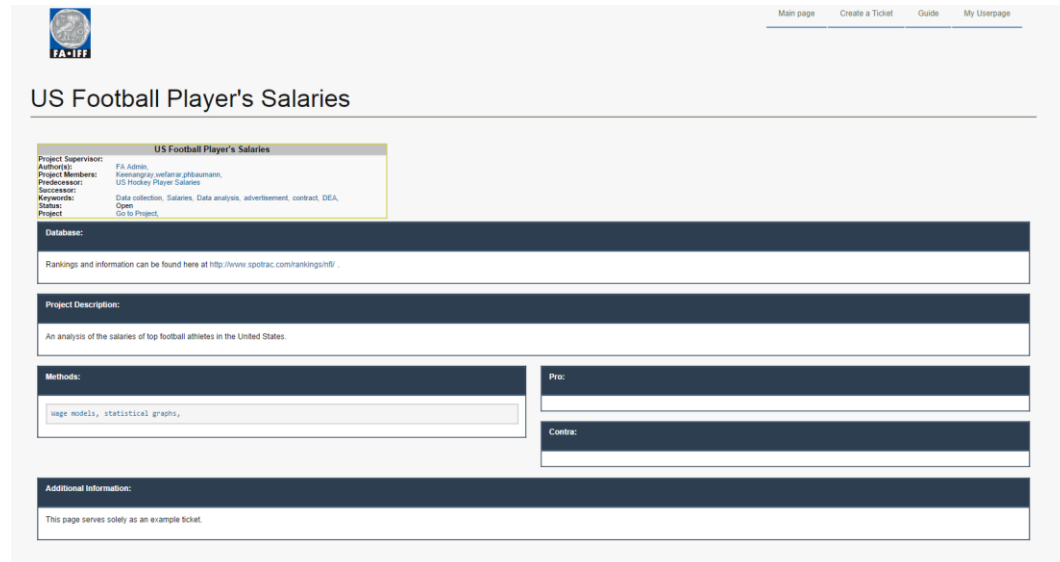 Main page Create a Ticket Guide My Userpage
FA•IFF
US Football Player's Salaries
US Football Player's Salaries
Project Supervisor:
Author(s): FA Admin,
Project Members: Keenangray,wefarrar,phbaumann,
Predecessor: US Hockey Player Salaries
Successor:
Keywords: Data collection, Salaries, Data analysis, advertisement, contract, DEA,
Status: Open
Project Go to Project,
Database:
Rankings and information can be found here at http://www.spotrac.com/rankings/nfl/ .
Project Description:
An analysis of the salaries of top football athletes in the United States.
Methods:
wage models, statistical graphs,
Pro:
Contra:
Additional Information:
This page serves solely as an example ticket.